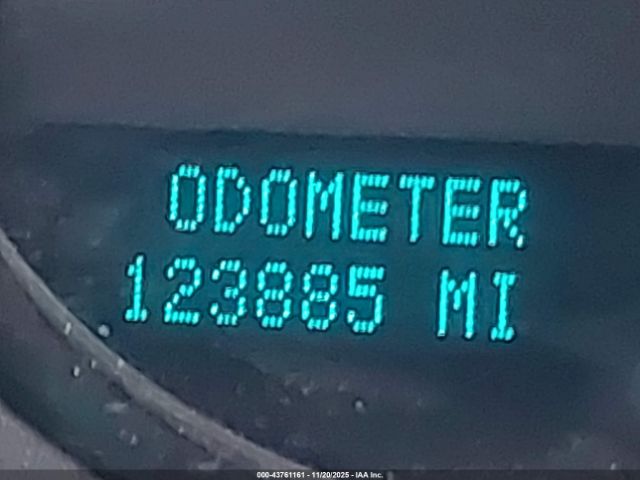 ODOMETER
123885 MI
000-43761161 - 11/20/2025 - IAA Inc.